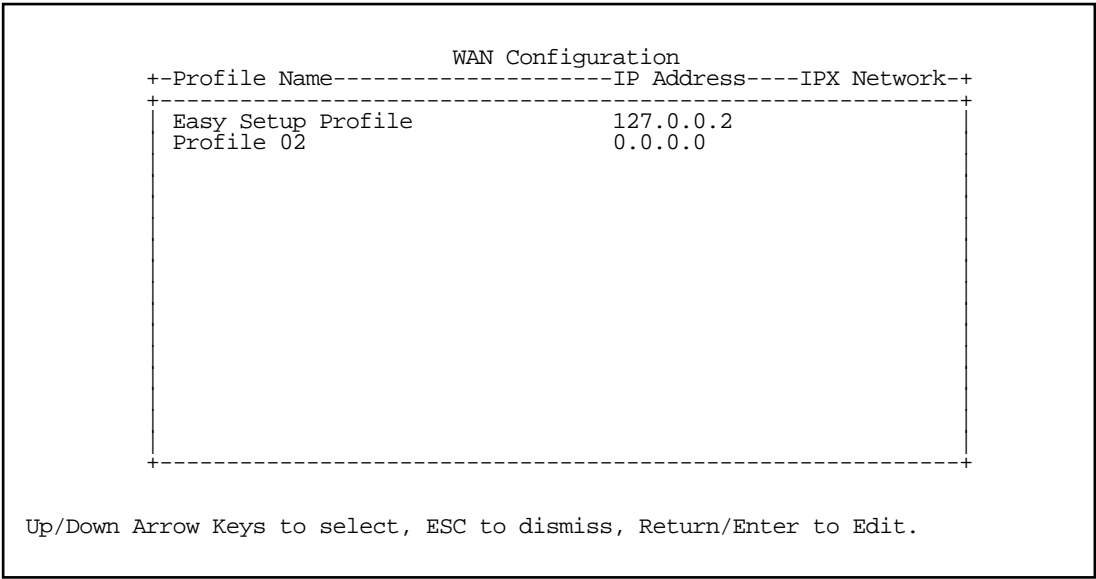 WAN Configuration
+-Profile Name---------------------IP Address----IPX Network-+
+------------------------------------------------------------+
Easy Setup Profile 127.0.0.2
Profile 02 0.0.0.0
+------------------------------------------------------------+
Up/Down Arrow Keys to select, ESC to dismiss, Return/Enter to Edit.